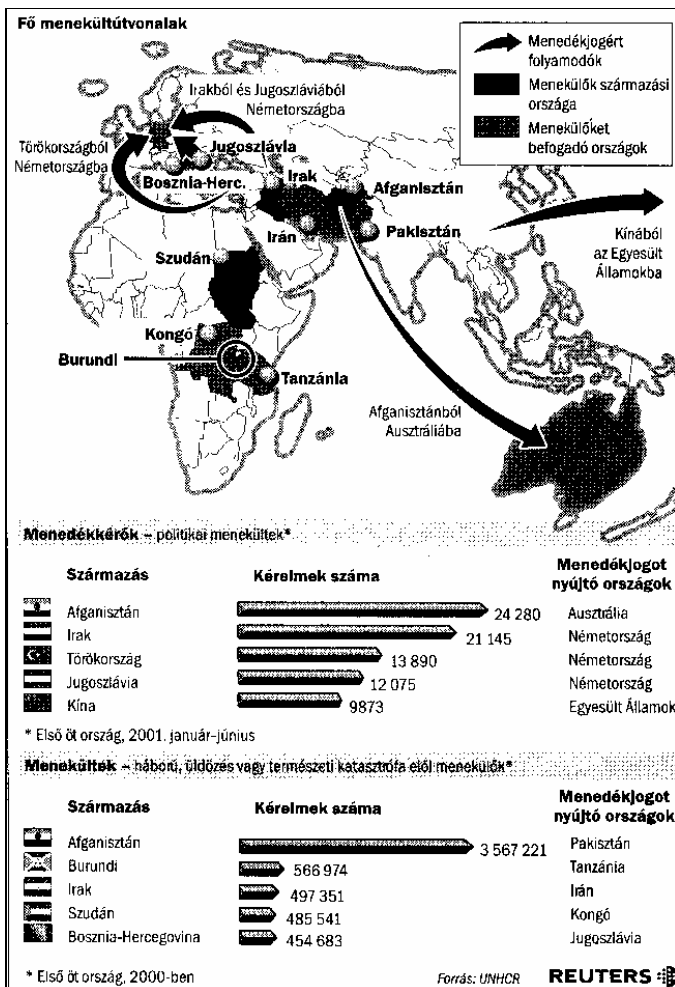 Fő menekültútvonalak
Menedékjogért
folyamodók
Menekülők származási
országa
Menekülőket
befogadó országok
Irakból és Jugoszláviából
Németországba
Törökországból
Németországba
Jugoszlávia
Bosznia-Herc.
Irak
Afganisztán
Irán
Pakisztán
Kínából
az Egyesült
Államokba
Szudán
Kongó
Burundi
Tanzánia
Afganisztánból
Ausztráliába
Menedékkérők – politikai menekültek*
Származás
Kérelmek száma
Menedékjogot
nyújtó országok
Afganisztán 24 280 Ausztrália
Irak 21 145 Németország
Törökország 13 890 Németország
Jugoszlávia 12 075 Németország
Kína 9873 Egyesült Államok
* Első öt ország, 2001. január-június
Menekültek – háború, üldözés vagy természeti katasztrófa elől menekülők*
Származás
Kérelmek száma
Menedékjogot
nyújtó országok
Afganisztán 3 567 221 Pakisztán
Burundi 566 974 Tanzánia
Irak 497 351 Irán
Szudán 485 541 Kongó
Bosznia-Hercegovina 454 683 Jugoszlávia
* Első öt ország, 2000-ben
Forrás: UNHCR
REUTERS